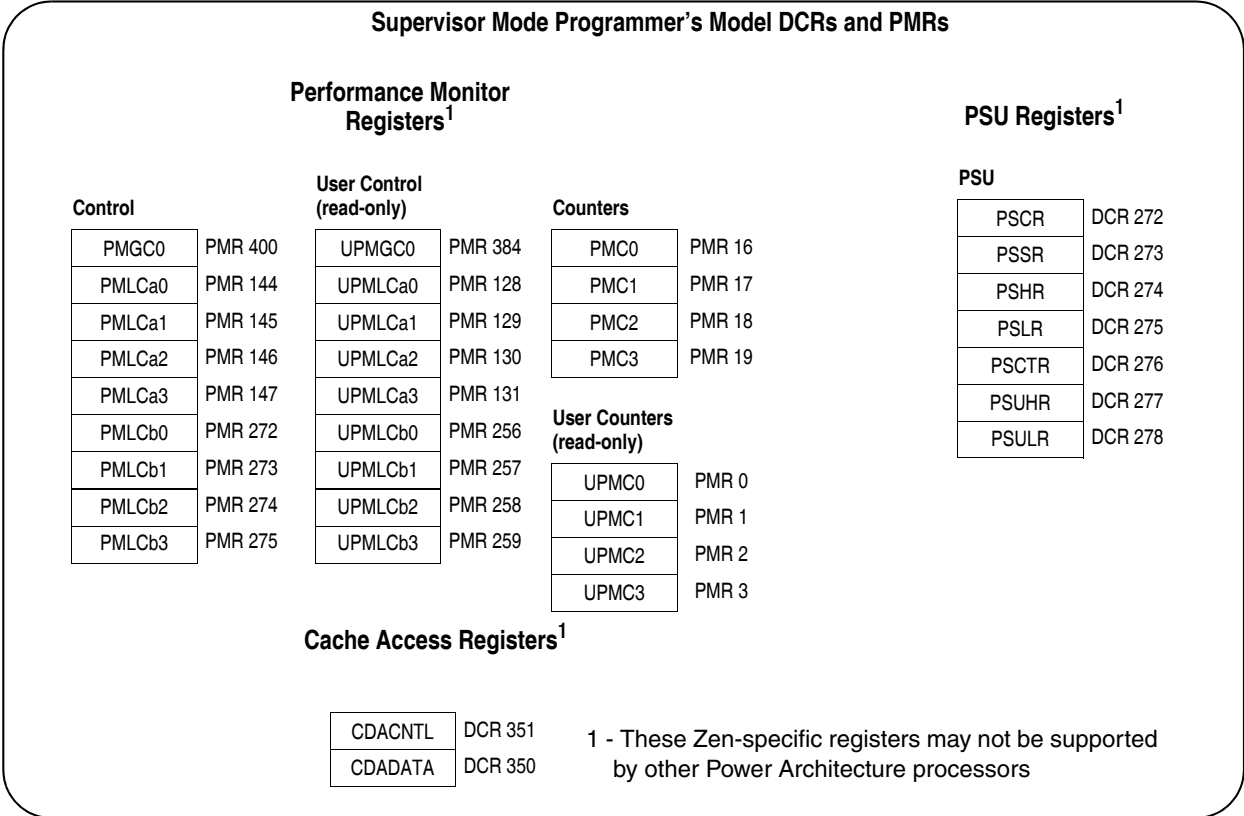 Supervisor Mode Programmer's Model DCRs and PMRs
Performance Monitor
Registers1
PSU Registers1
Control
PMGC0 PMR 400
PMLCa0 PMR 144
PMLCa1 PMR 145
PMLCa2 PMR 146
PMLCa3 PMR 147
PMLCb0 PMR 272
PMLCb1 PMR 273
PMLCb2 PMR 274
PMLCb3 PMR 275
User Control
(read-only)
UPMGC0 PMR 384
UPMLCa0 PMR 128
UPMLCa1 PMR 129
UPMLCa2 PMR 130
UPMLCa3 PMR 131
UPMLCb0 PMR 256
UPMLCb1 PMR 257
UPMLCb2 PMR 258
UPMLCb3 PMR 259
Counters
PMC0 PMR 16
PMC1 PMR 17
PMC2 PMR 18
PMC3 PMR 19
User Counters
(read-only)
UPMC0 PMR 0
UPMC1 PMR 1
UPMC2 PMR 2
UPMC3 PMR 3
PSU
PSCR DCR 272
PSSR DCR 273
PSHR DCR 274
PSLR DCR 275
PSCTR DCR 276
PSUHR DCR 277
PSULR DCR 278
Cache Access Registers1
CDACNTL DCR 351
CDADATA DCR 350
1 - These Zen-specific registers may not be supported
by other Power Architecture processors